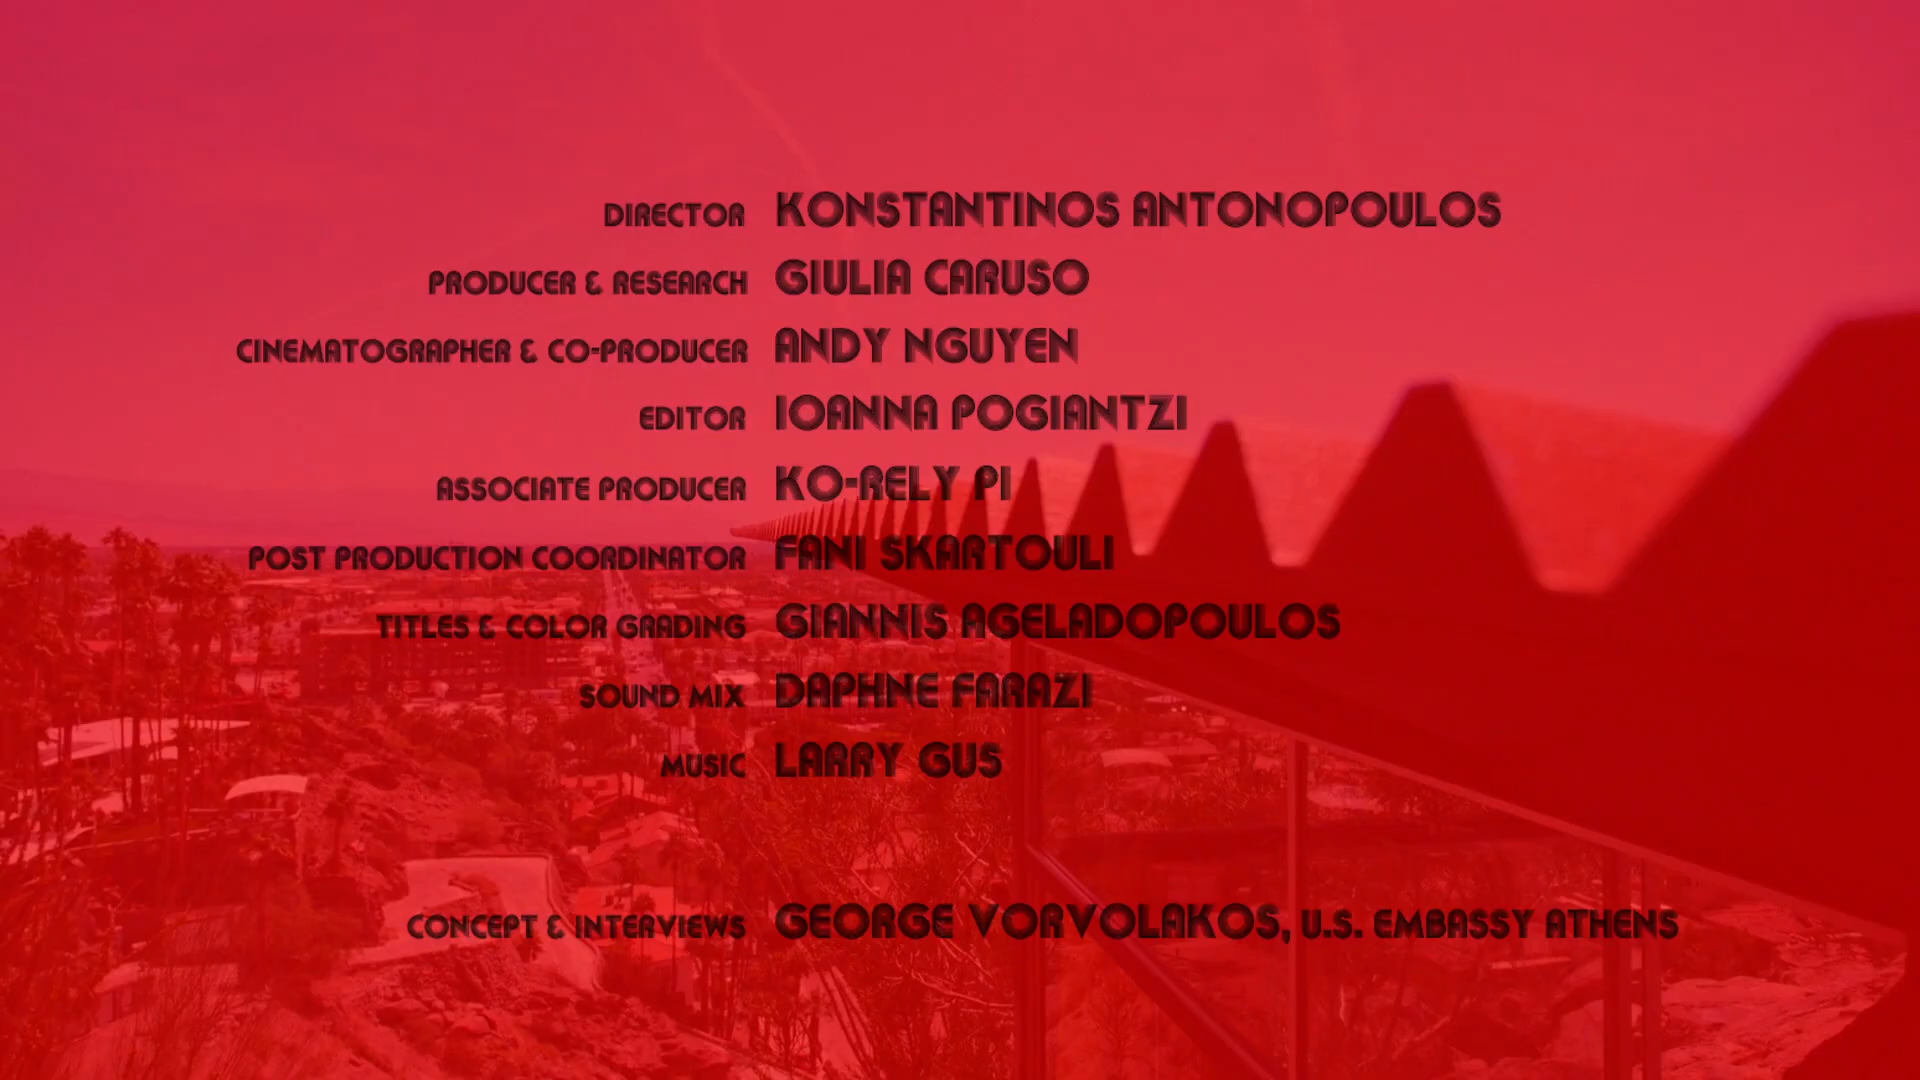 DIRECTOR KONSTANTINOS ANTONOPOULOS
PRODUCER & RESEARCH GIULIA CARUSO
CINEMATOGRAPHER & CO-PRODUCER ANDY NGUYEN
EDITOR IOANNA POGIANTZI
ASSOCIATE PRODUCER KO-RELY PI
POST PRODUCTION COORDINATOR FANI SKARTOULI
TITLES & COLOR GRADING GIANNIS AGELADOPOULOS
SOUND MIX DAPHNE FARAZI
MUSIC LARRY GUS
CONCEPT & INTERVIEWS GEORGE VORVOLAKOS, U.S. EMBASSY ATHENS